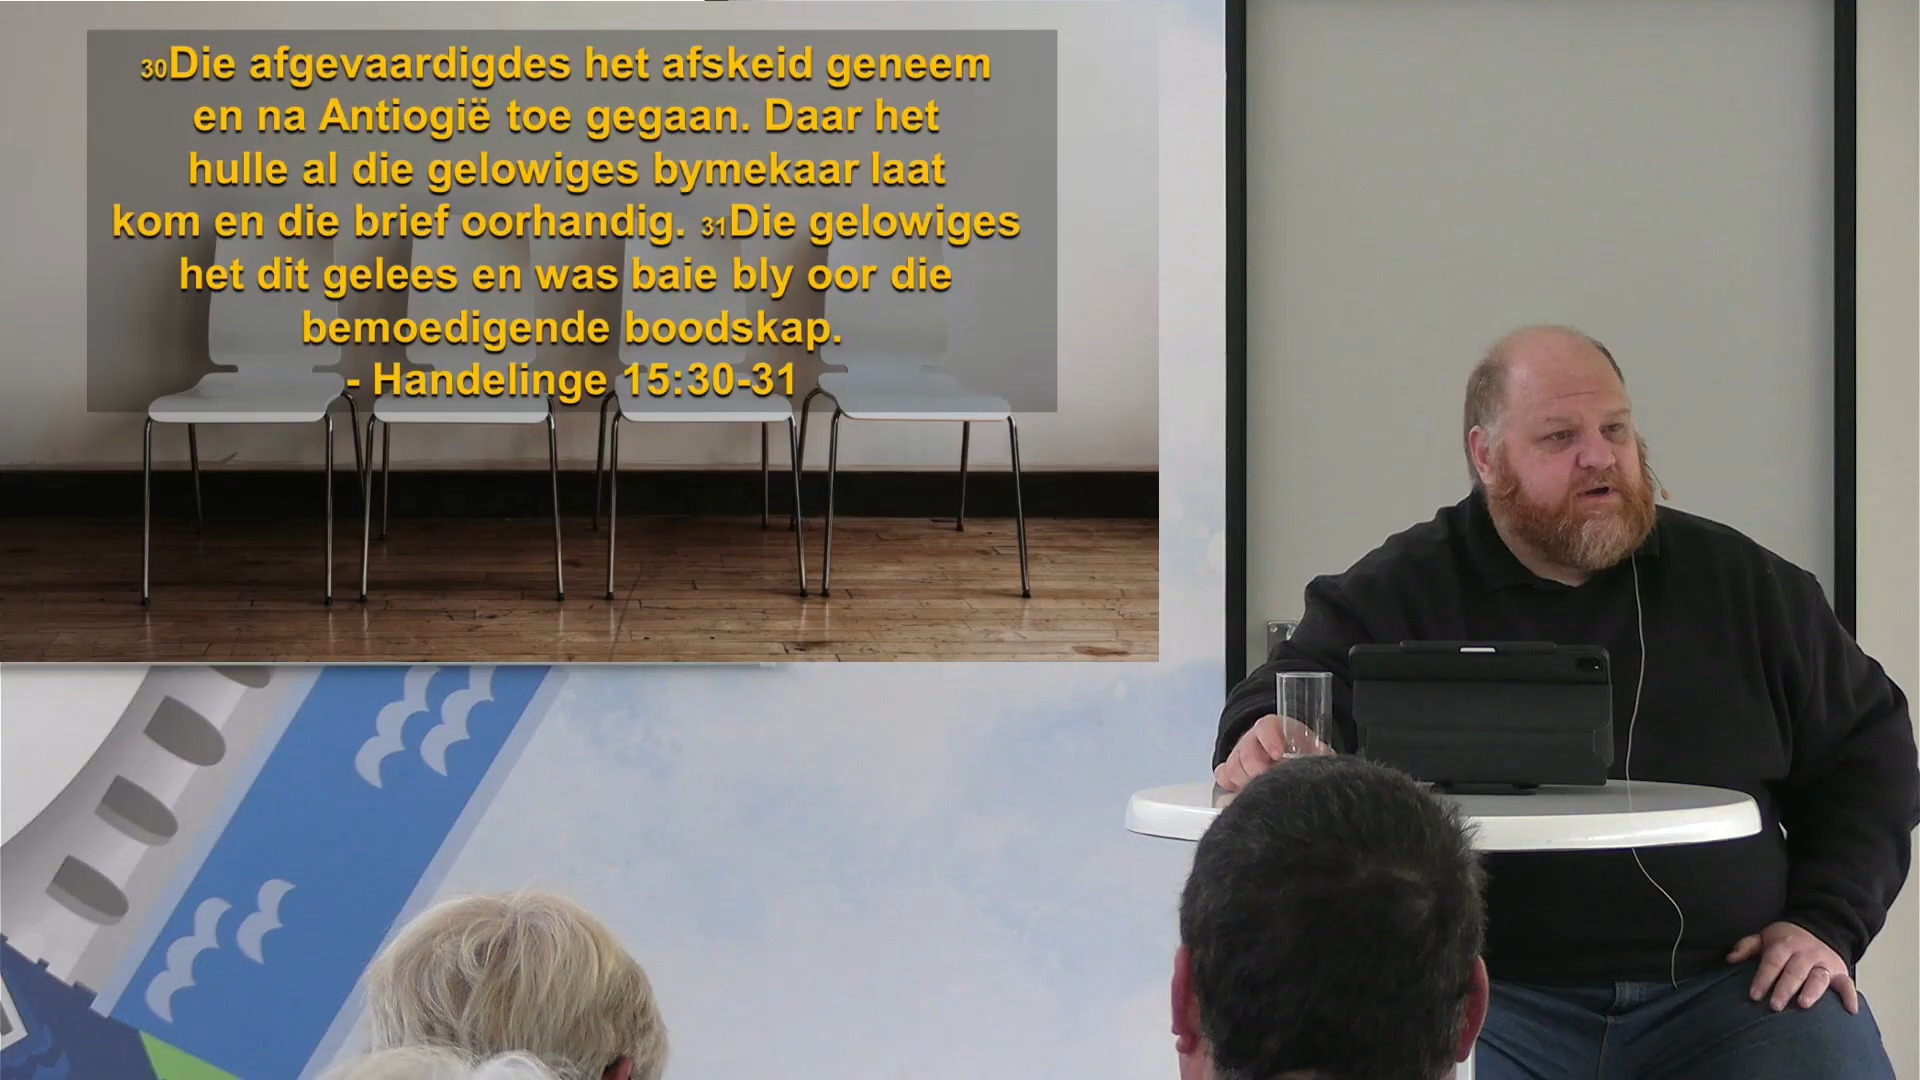 30Die afgevaardigdes het afskeid geneem
en na Antiogië toe gegaan. Daar het
hulle al die gelowiges bymekaar laat
kom en die brief oorhandig. 31Die gelowiges
het dit gelees en was baie bly oor die
bemoedigende boodskap.
- Handelinge 15:30-31